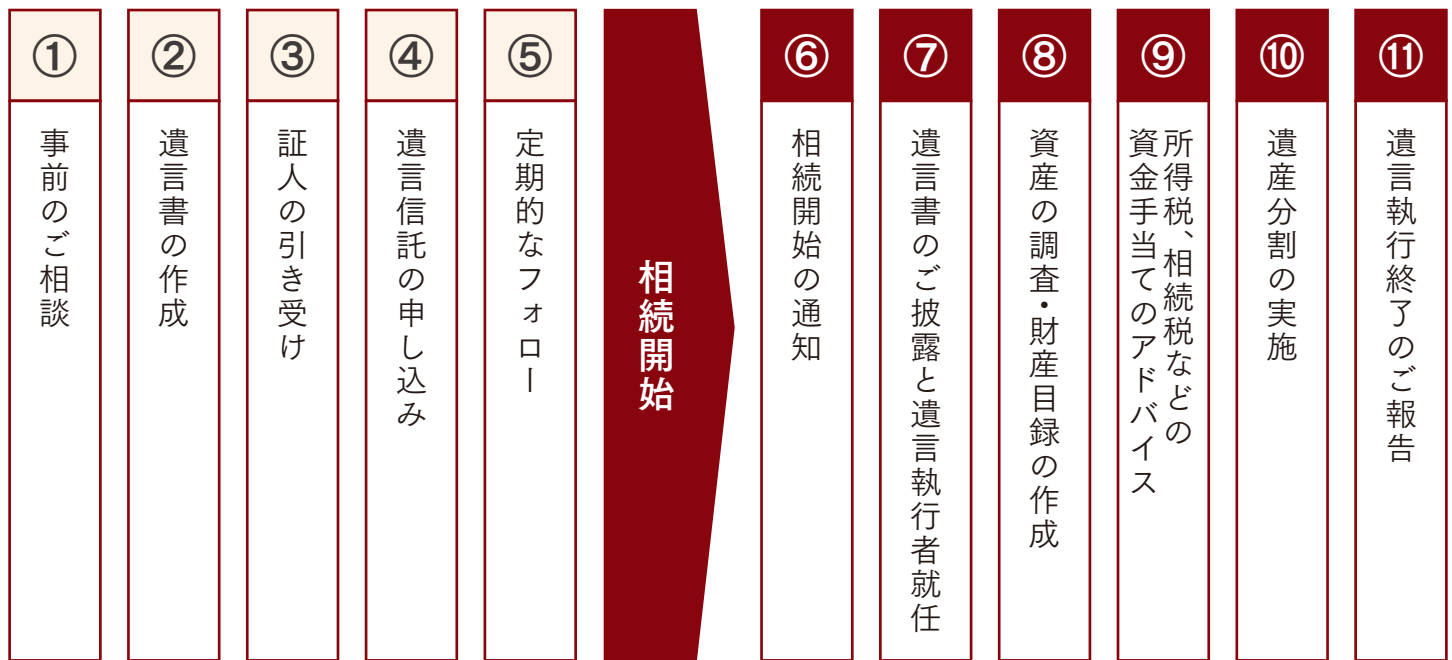 ①
事前のご相談
②
遺言書の作成
③
証人の引き受け
④
遺言信託の申し込み
⑤
定期的なフォロー
相続開始
⑥
相続開始の通知
⑦
遺言書のご披露と遺言執行者就任
⑧
資産の調査・財産目録の作成
⑨
所得税、相続税などの
資金手当てのアドバイス
⑩
遺産分割の実施
⑪
遺言執行終了のご報告